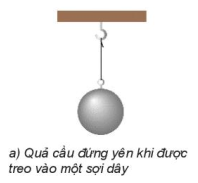 a) Quả cầu đứng yên khi được
treo vào một sợi dây